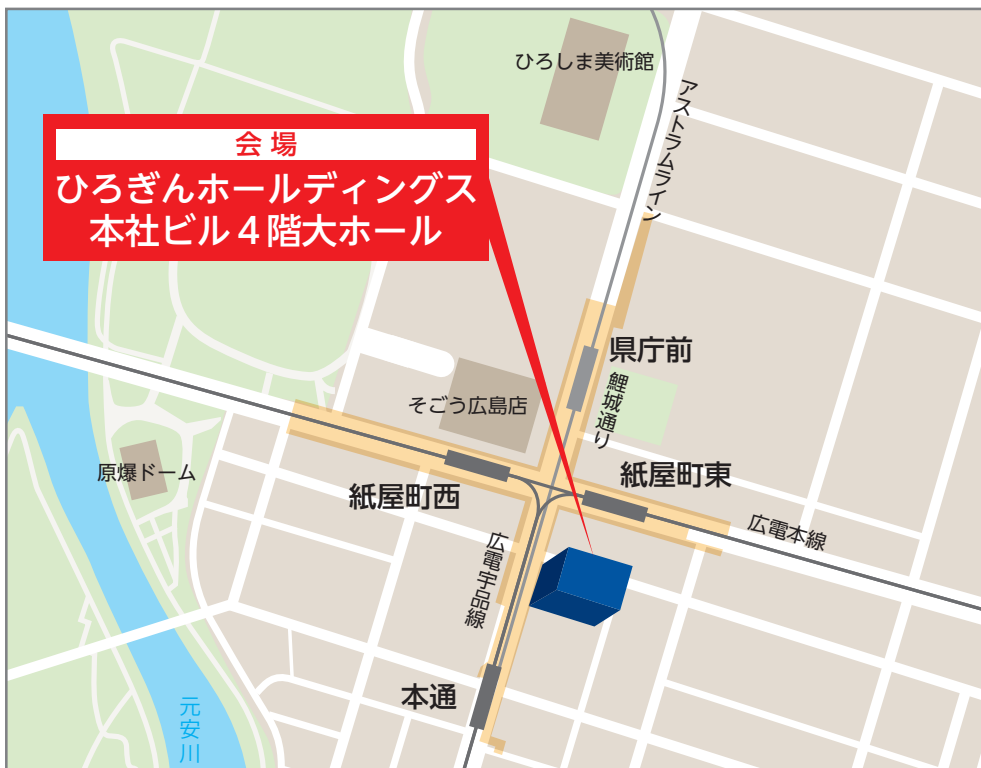 ひろしま美術館
アストラムライン
会場
ひろぎんホールディングス
本社ビル4階大ホール
県庁前
鯉城通り
そごう広島店
原爆ドーム
紙屋町西
紙屋町東
広電本線
広電宇品線
本通
元安川